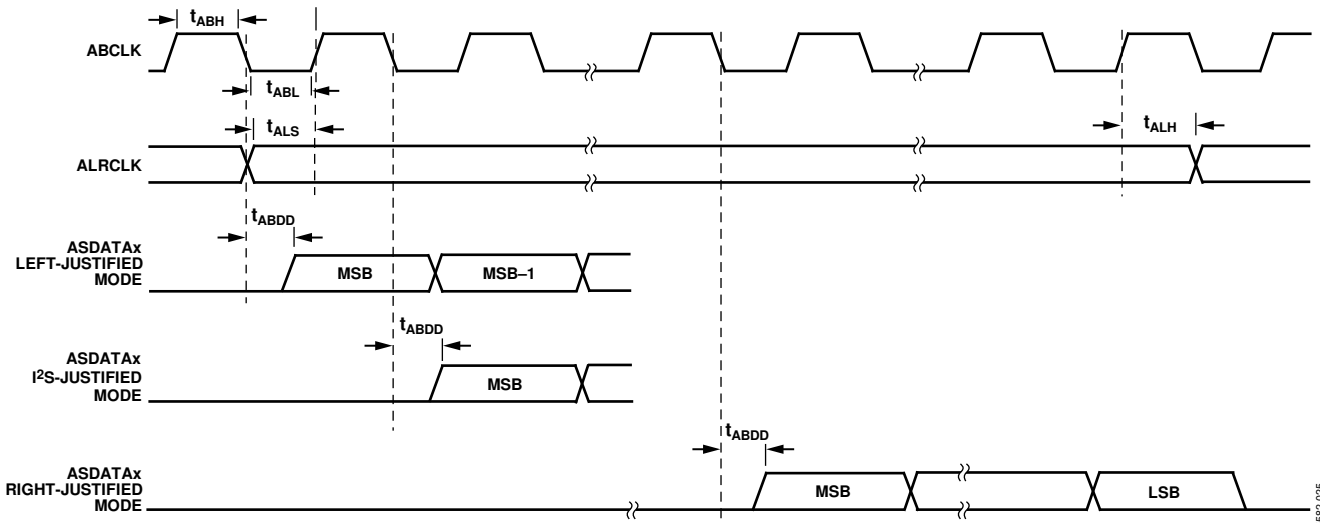 tABH
ABCLK
tABL
tALS
tALH
ALRCLK
tABDD
ASDATAx
LEFT-JUSTIFIED
MODE
MSB
MSB–1
tABDD
ASDATAx
I2S-JUSTIFIED
MODE
MSB
tABDD
ASDATAx
RIGHT-JUSTIFIED
MODE
MSB
LSB